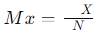 Mx = X / N